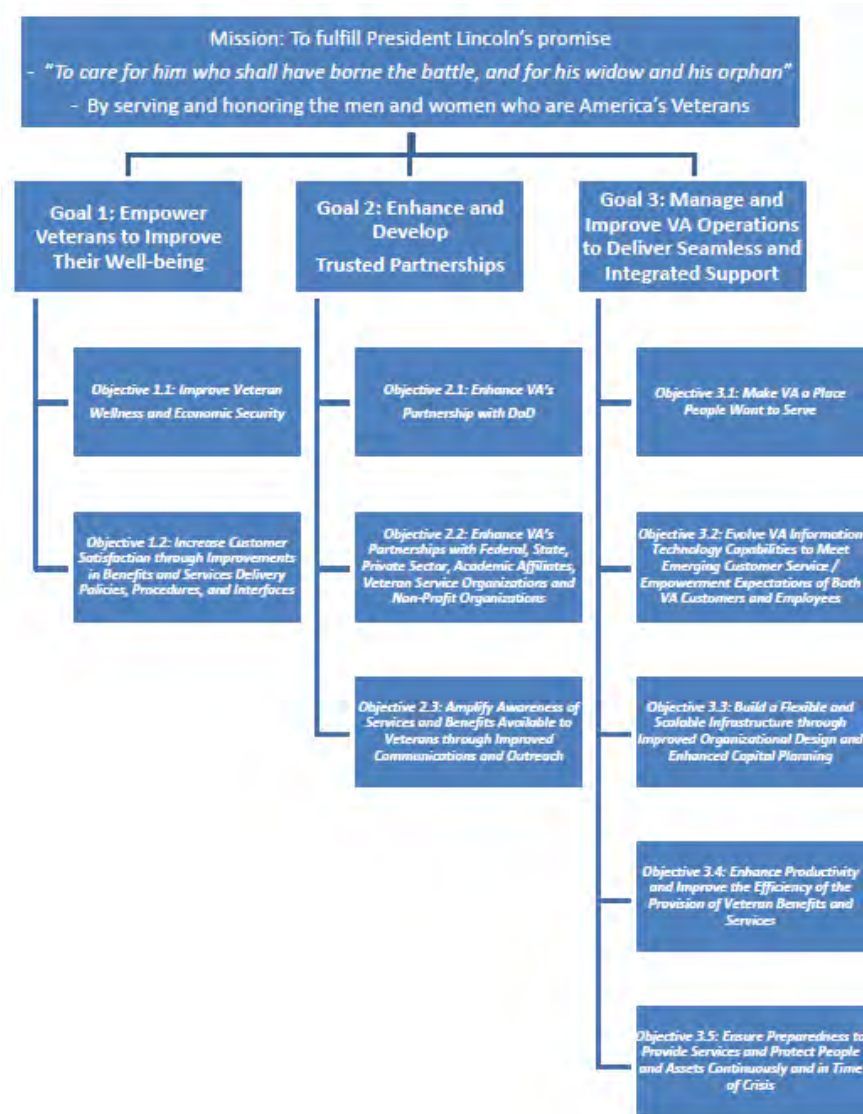 Mission: To fulfill President Lincoln's promise
- "To care for him who shall have borne the battle, and for his widow and his orphan"
- By serving and honoring the men and women who are America's Veterans
Goal 1: Empower
Veterans to Improve
Their Well-being
Goal 2: Enhance and
Develop
Trusted Partnerships
Goal 3: Manage and
Improve VA Operations
to Deliver Seamless and
Integrated Support
Objective 1.1: Improve Veteran
Wellness and Economic Security
Objective 2.1: Enhance VA's
Partnership with DoD
Objective 3.1: Make VA a Place
People Want to Serve
Objective 1.2: Increase Customer
Satisfaction through Improvements
in Benefits and Services Delivery
Policies, Procedures, and Interfaces
Objective 2.2: Enhance VA's
Partnerships with Federal, State,
Private Sector, Academic Affiliates,
Veteran Service Organizations and
Non-Profit Organizations
Objective 3.2: Evolve VA Information
Technology Capabilities to Meet
Emerging Customer Service /
Empowerment Expectations of Both
VA Customers and Employees
Objective 2.3: Amplify Awareness of
Services and Benefits Available to
Veterans through Improved
Communications and Outreach
Objective 3.3: Build a Flexible and
Scalable Infrastructure through
Improved Organizational Design and
Enhanced Capital Planning
Objective 3.4: Enhance Productivity
and Improve the Efficiency of the
Provision of Veteran Benefits and
Services
Objective 3.5: Ensure Preparedness to
Provide Services and Protect People
and Assets Continuously and in Time
of Crisis